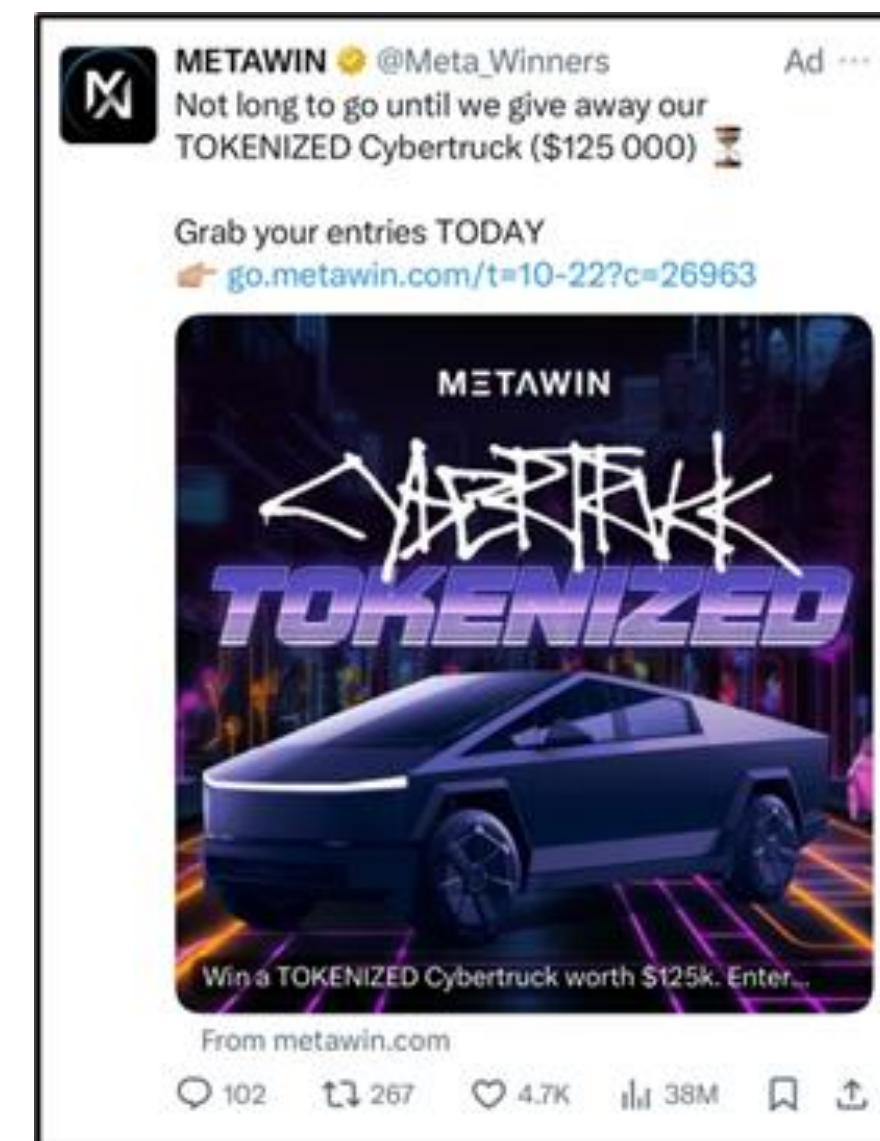 METAWIN @Meta_Winners Ad ...
Not long to go until we give away our
TOKENIZED Cybertruck ($125 000) ⏳
Grab your entries TODAY
👉 go.metawin.com/t=10-22?c=26963
METAWIN
CYBERTRUCK
TOKENIZED
Win a TOKENIZED Cybertruck worth $125k. Enter...
From metawin.com
102 267 4.7K 38M